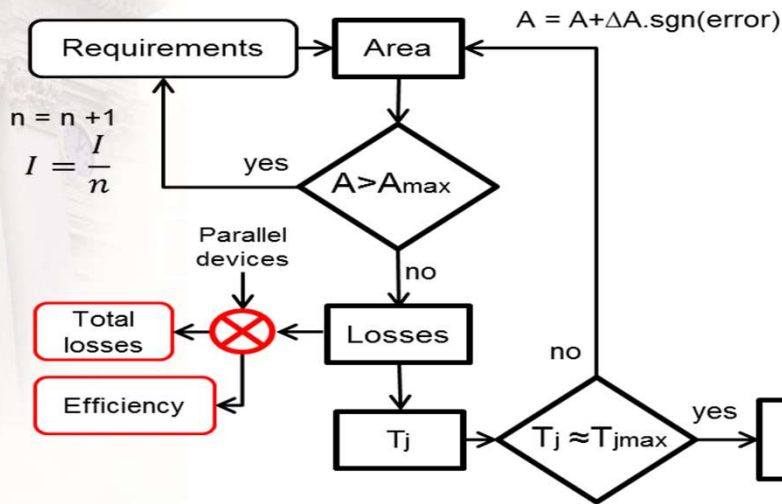 A = A+ΔA.sgn(error)
Requirements
Area
n = n +1
I = I/n
yes
A>Amax
Parallel
devices
no
Total
losses
Losses
no
Efficiency
Tj
Tj ≈Tjmax
yes